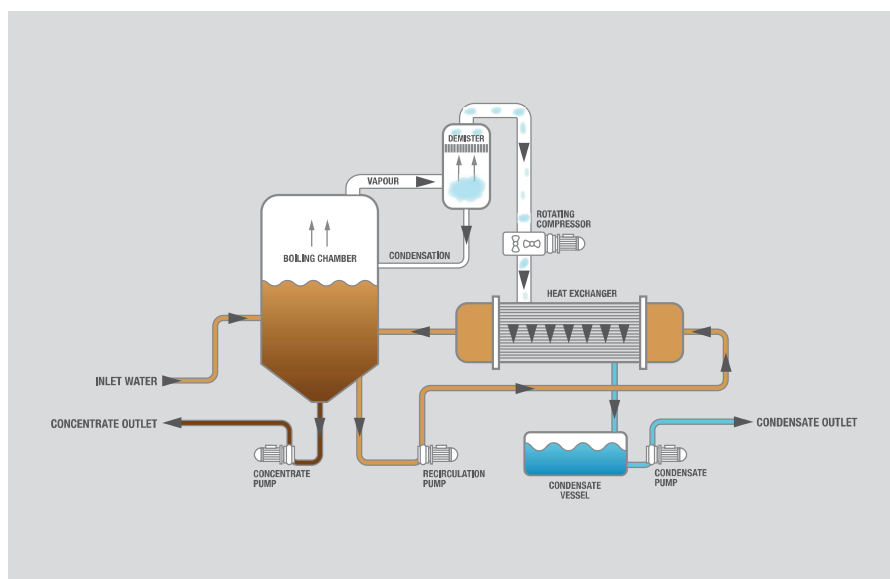 DEMISTER
VAPOUR
ROTATING
COMPRESSOR
BOILING CHAMBER
CONDENSATION
HEAT EXCHANGER
INLET WATER
CONCENTRATE OUTLET
CONDENSATE OUTLET
CONCENTRATE
PUMP
RECIRCULATION
PUMP
CONDENSATE
VESSEL
CONDENSATE
PUMP